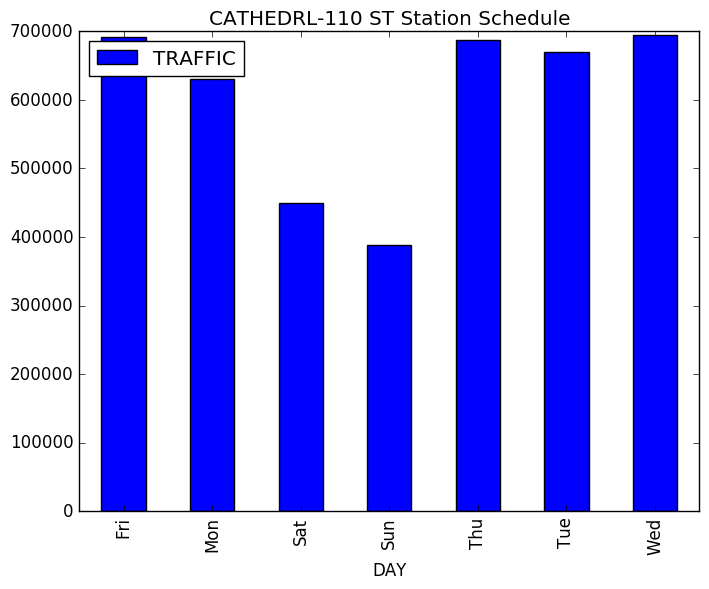 CATHEDRL-110 ST Station Schedule
700000
600000
500000
400000
300000
200000
100000
0
TRAFFIC
Fri
Mon
Sat
Sun
Thu
Tue
Wed
DAY